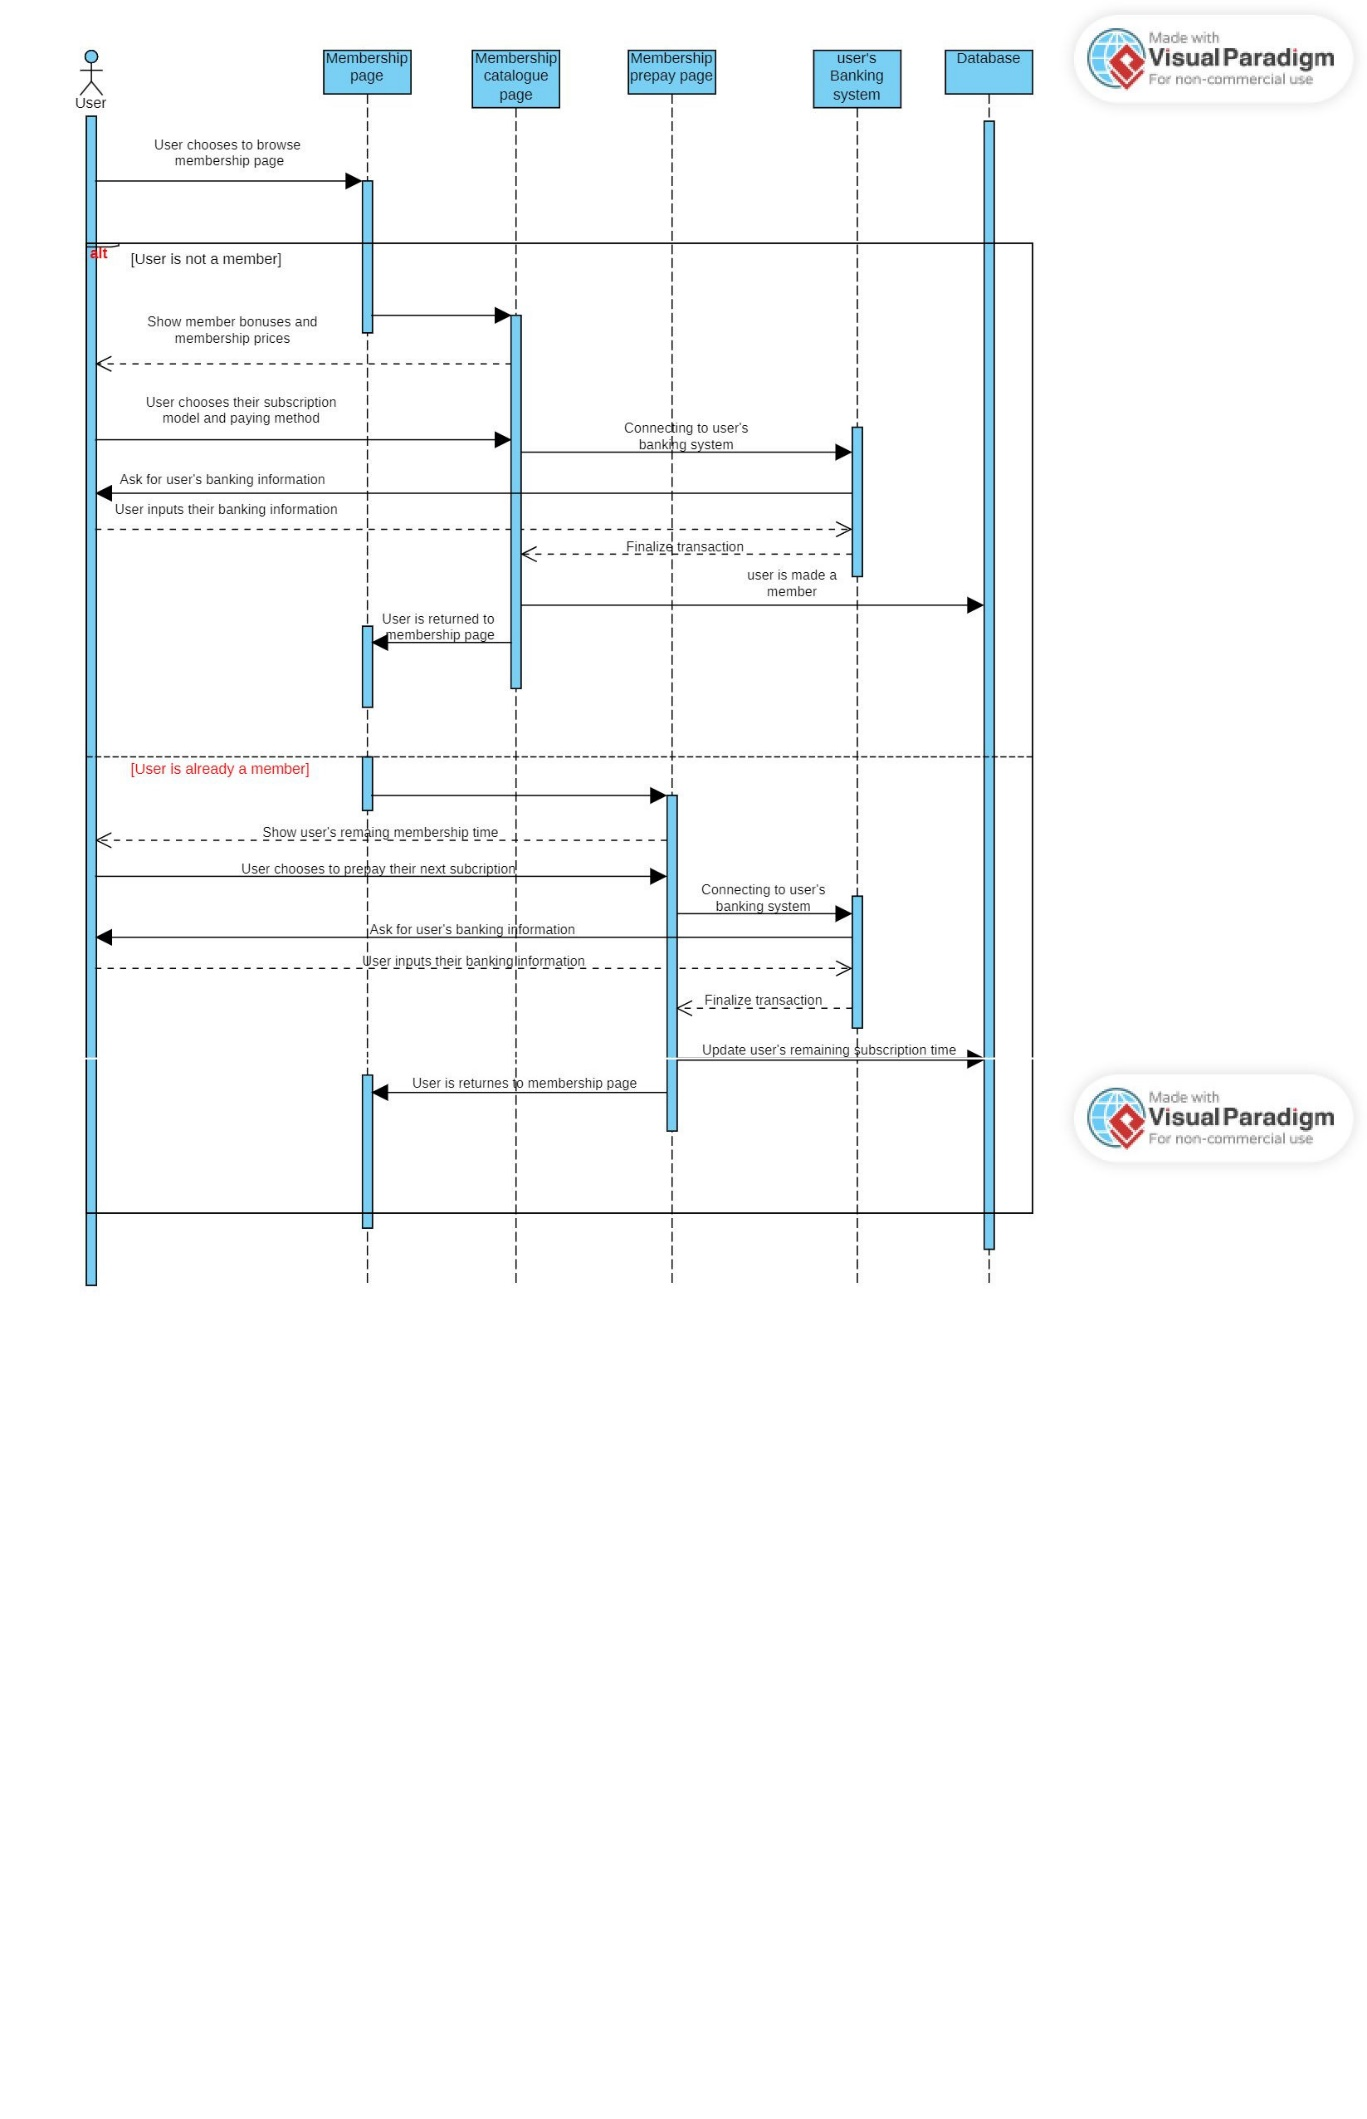 Made with
Visual Paradigm
For non-commercial use
User
Membership
page
Membership
catalogue
page
Membership
prepay page
user's
Banking
system
Database
User chooses to browse
membership page
alt
[User is not a member]
Show member bonuses and
membership prices
User chooses their subscription
model and paying method
Connecting to user's
banking system
Ask for user's banking information
User inputs their banking information
Finalize transaction
user is made a
member
User is returned to
membership page
[User is already a member]
Show user's remaing membership time
User chooses to prepay their next subcription
Connecting to user's
banking system
Ask for user's banking information
User inputs their banking information
Finalize transaction
Update user's remaining subscription time
User is returnes to membership page
Made with
Visual Paradigm
For non-commercial use